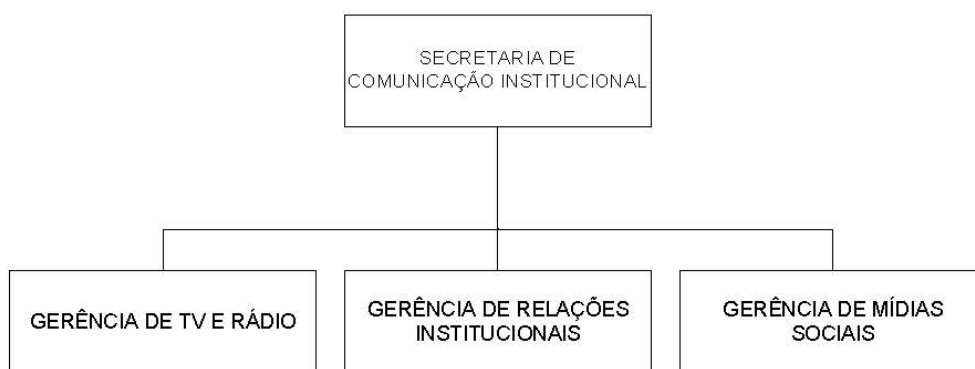 SECRETARIA DE
COMUNICAÇÃO INSTITUCIONAL
GERÊNCIA DE TV E RÁDIO
GERÊNCIA DE RELAÇÕES
INSTITUCIONAIS
GERÊNCIA DE MÍDIAS
SOCIAIS